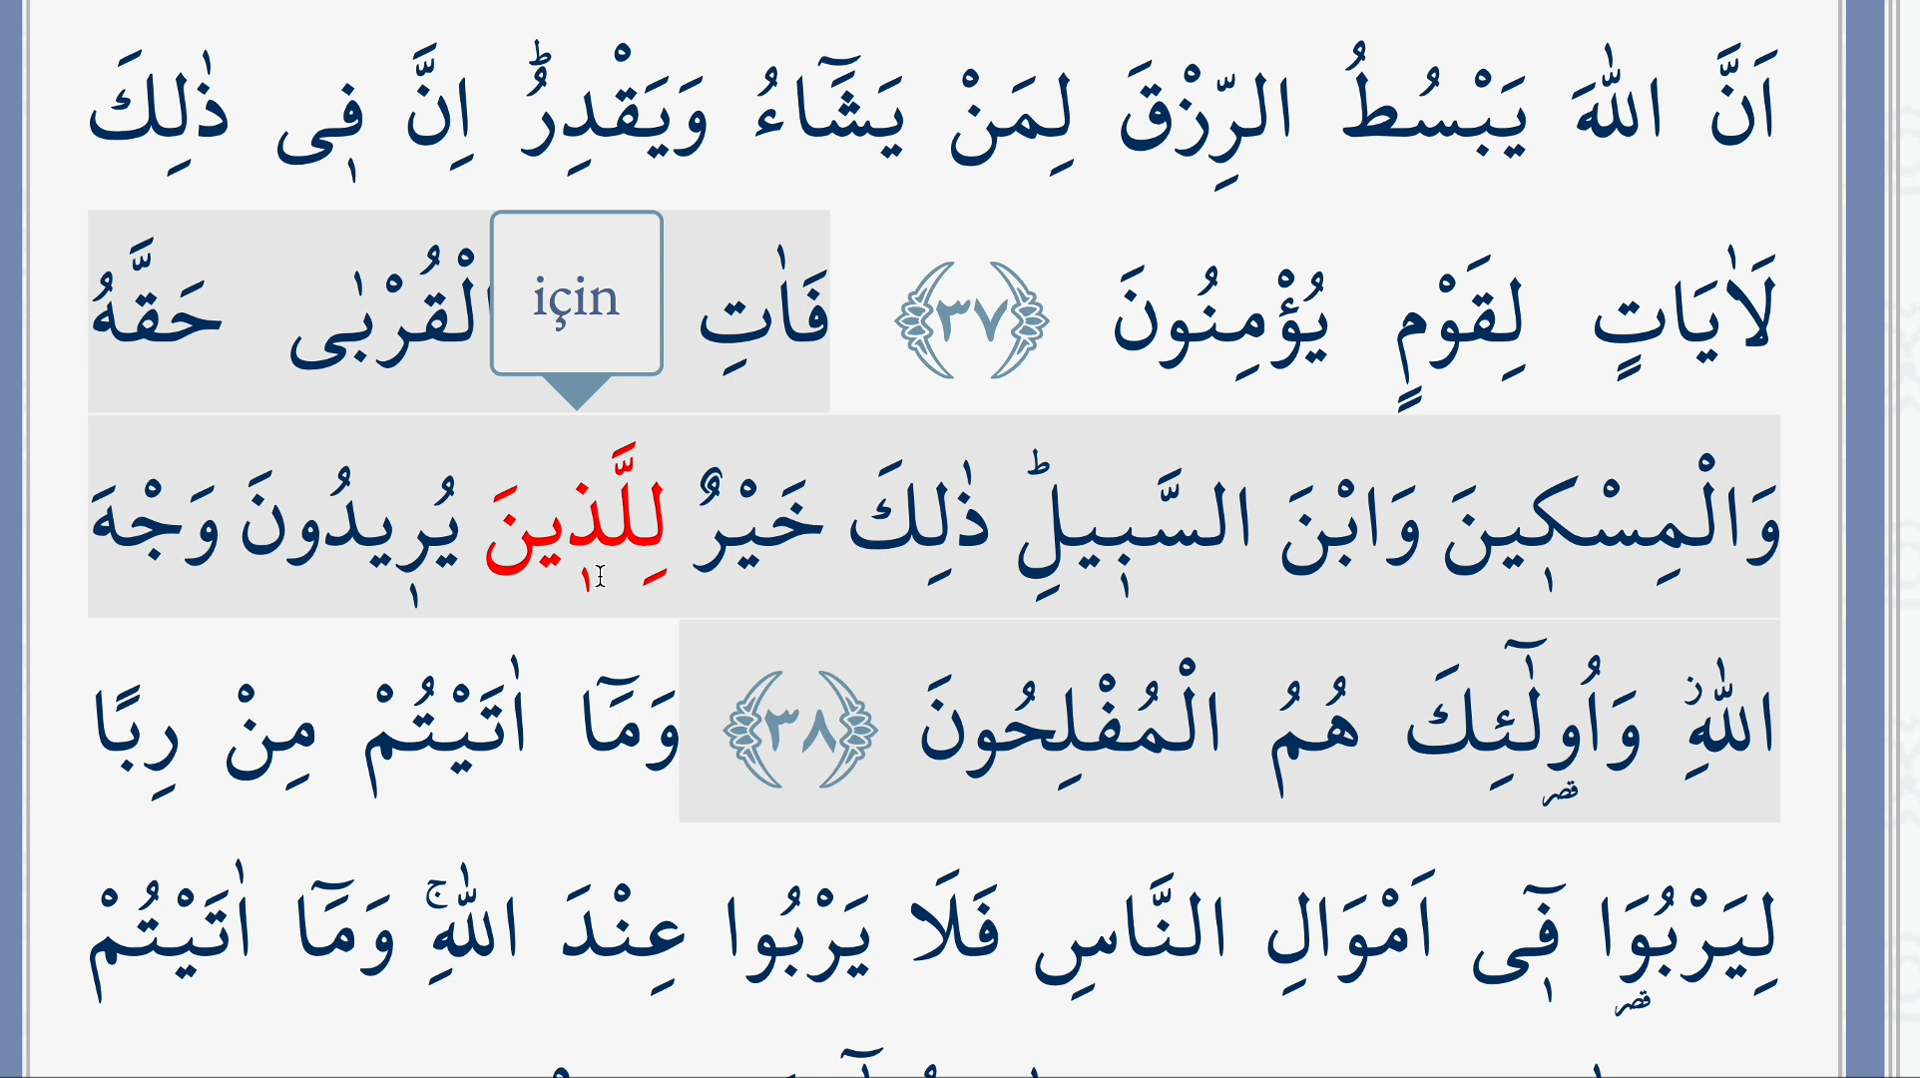 اَنَّ اللّٰهَ يَبْسُطُ الرِّزْقَ لِمَنْ يَشَٓاءُ وَيَقْدِرُۜ اِنَّ ف۪ى ذٰلِكَ
لَاٰيَاتٍ لِقَوْمٍ يُؤْمِنُونَ ﴿٣٧﴾ فَاٰتِ الْقُرْبٰى حَقَّهُ
için
وَالْمِسْك۪ينَ وَابْنَ السَّب۪يلِۜ ذٰلِكَ خَيْرٌ لِلَّذ۪ينَ يُر۪يدُونَ وَجْهَ
اللّٰهِۘ وَاُو۬لٰٓئِكَ هُمُ الْمُفْلِحُونَ ﴿٣٨﴾ وَمَٓا اٰتَيْتُمْ مِنْ رِبًا
لِيَرْبُوَ۬ا ف۪ٓى اَمْوَالِ النَّاسِ فَلَا يَرْبُوا عِنْدَ اللّٰهِۚ وَمَٓا اٰتَيْتُمْ